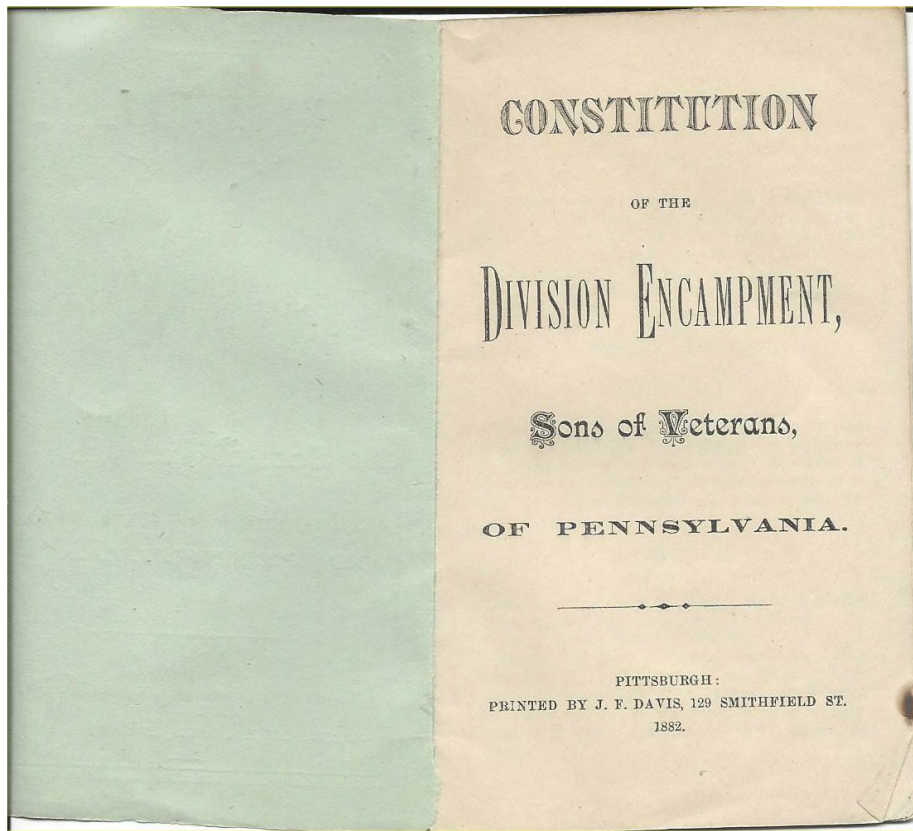 CONSTITUTION
OF THE
DIVISION ENCAMPMENT,
Sons of Veterans,
OF PENNSYLVANIA.
PITTSBURGH:
PRINTED BY J. F. DAVIS, 129 SMITHFIELD ST.
1882.